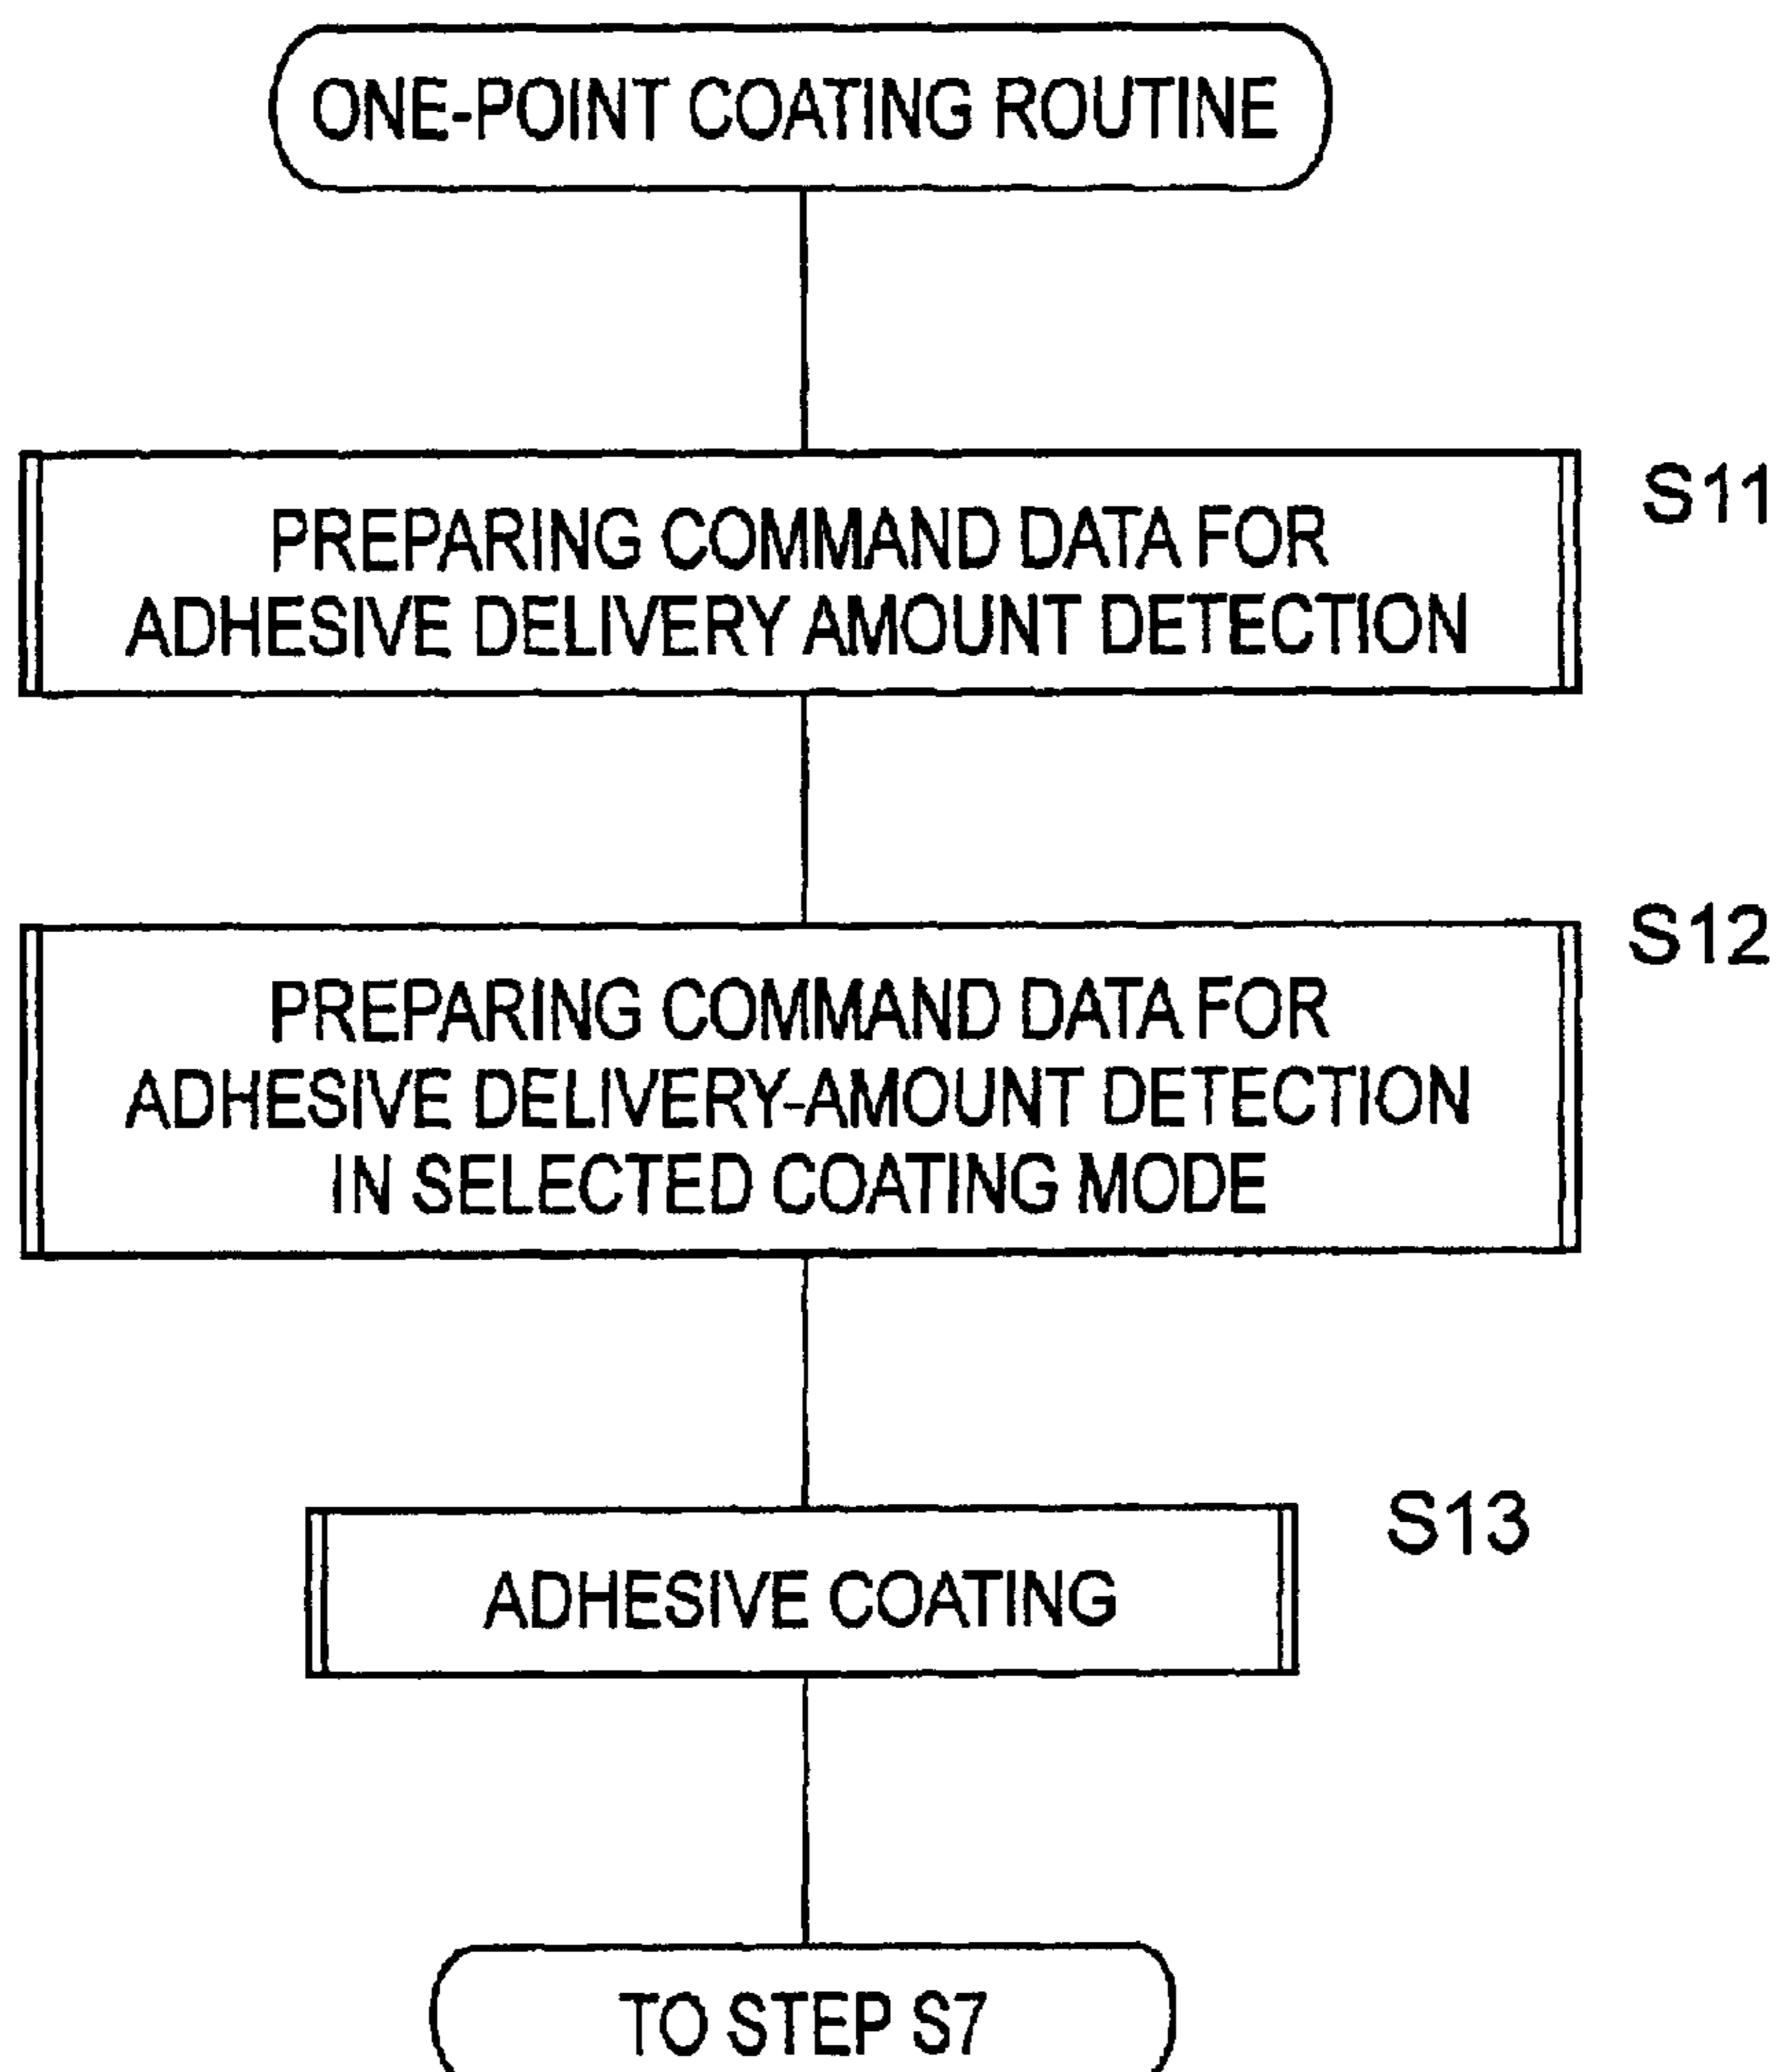 ONE-POINT COATING ROUTINE
S11
PREPARING COMMAND DATA FOR
ADHESIVE DELIVERY AMOUNT DETECTION
S12
PREPARING COMMAND DATA FOR
ADHESIVE DELIVERY-AMOUNT DETECTION
IN SELECTED COATING MODE
S13
ADHESIVE COATING
TO STEP S7